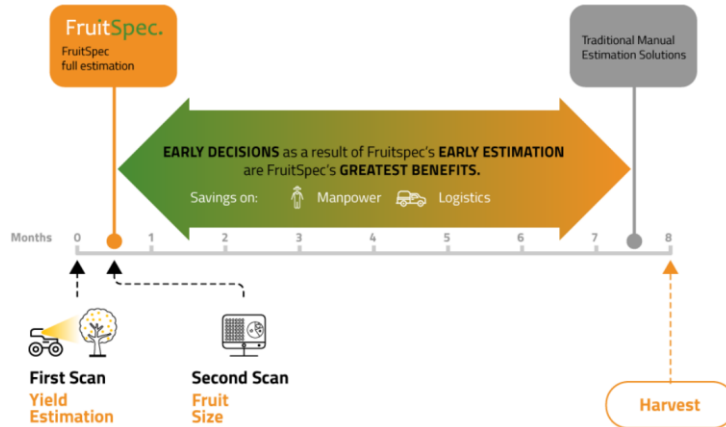 FruitSpec.
FruitSpec
full estimation
Traditional Manual
Estimation Solutions
EARLY DECISIONS as a result of Fruitspec's EARLY ESTIMATION
are FruitSpec's GREATEST BENEFITS.
Savings on: Manpower Logistics
Months 0 1 2 3 4 5 6 7 8
First Scan
Yield
Estimation
Second Scan
Fruit
Size
Harvest